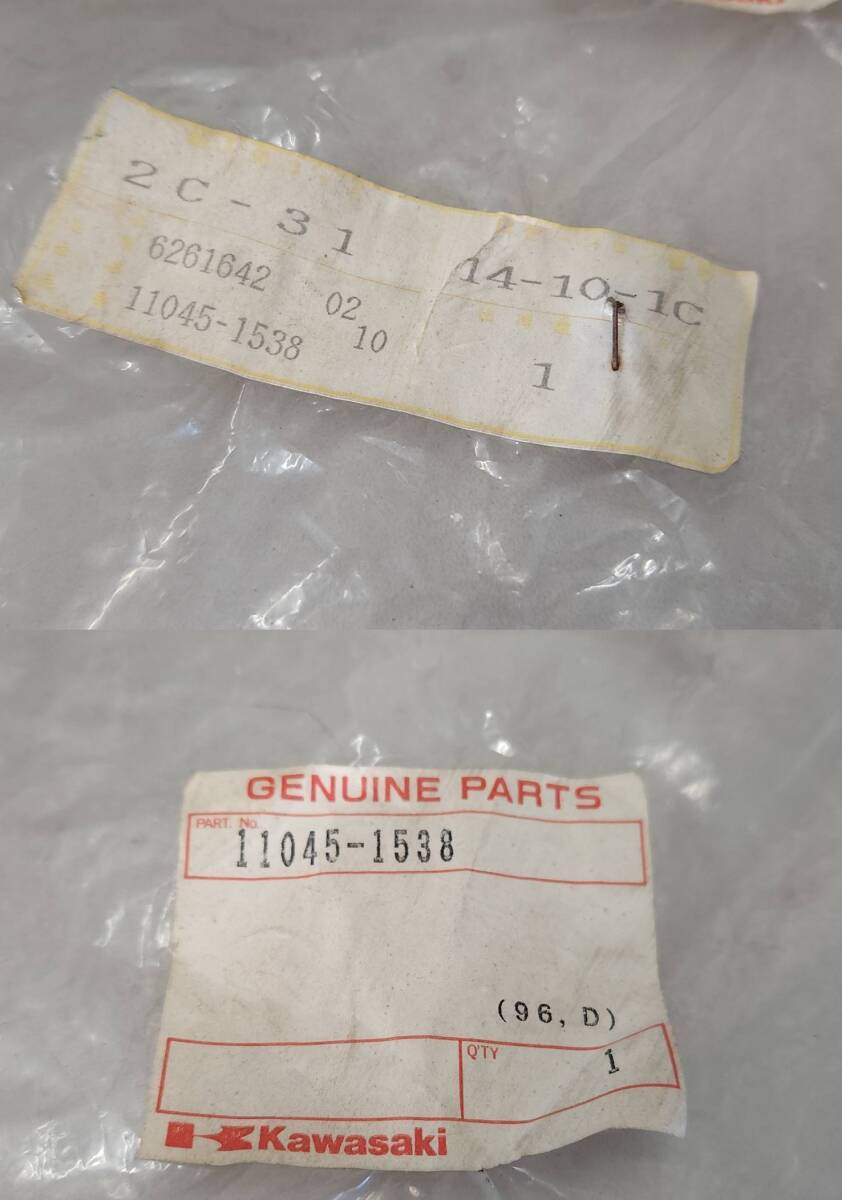 2C-31 14-10-1C
6261642 02
11045-1538 10 1
GENUINE PARTS
PART. No.
11045-1538
(96, D)
Q'TY 1
Kawasaki